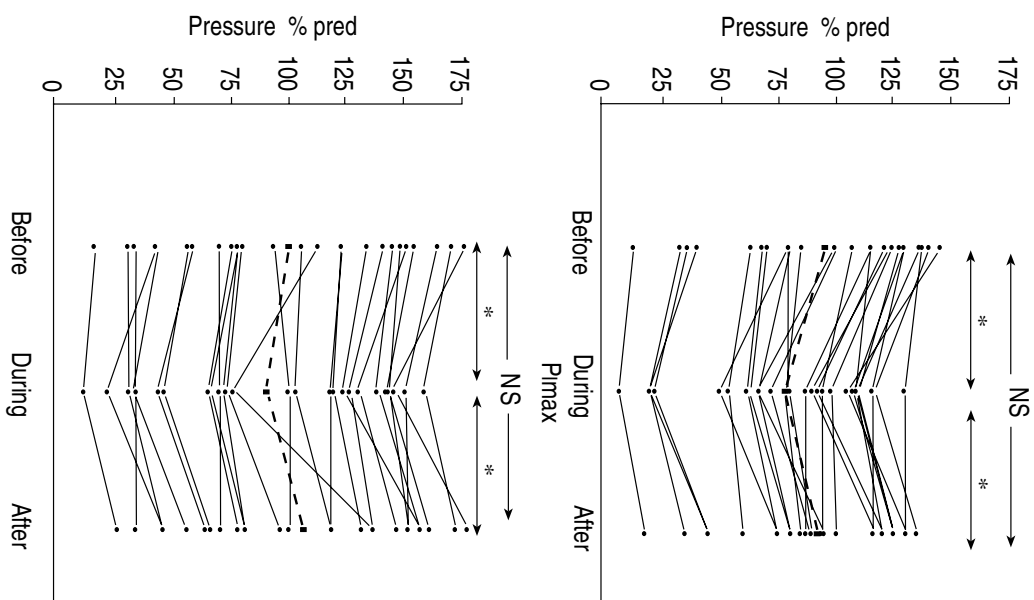 NS
* *
Pressure % pred
175
150
125
100
75
50
25
0
Before During After
PImax
NS
* *
Pressure % pred
175
150
125
100
75
50
25
0
Before During After